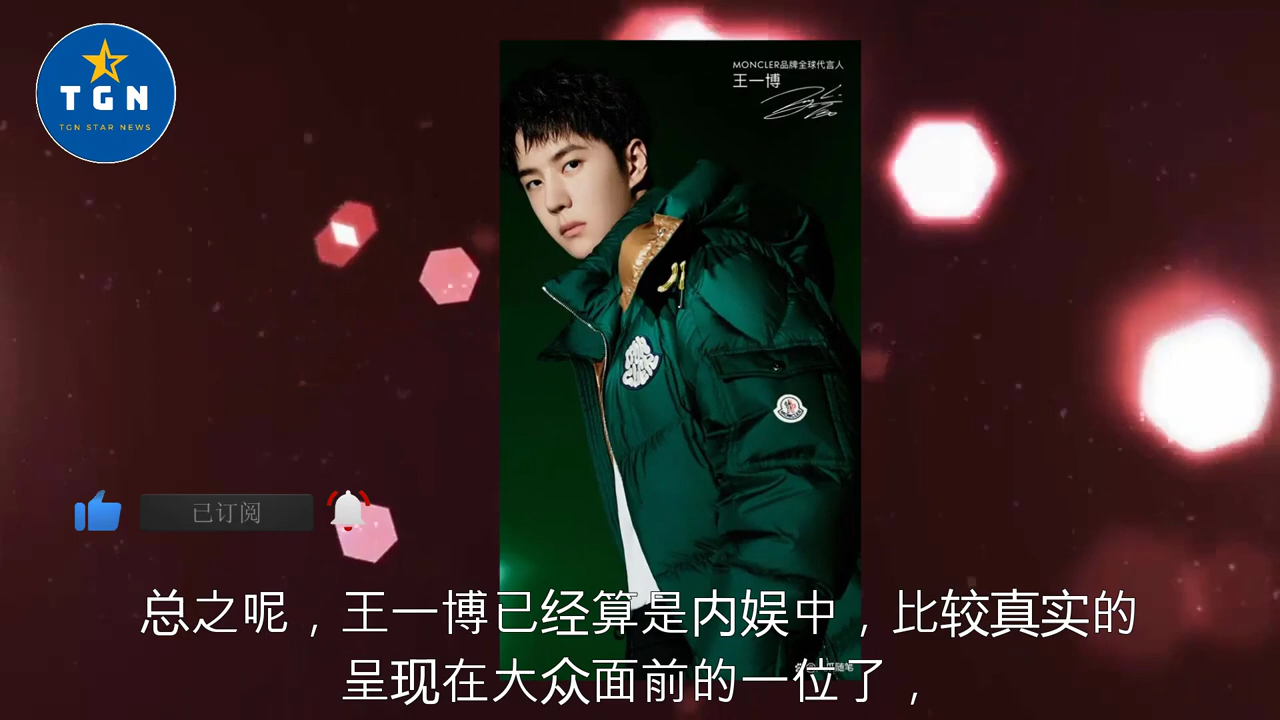 TGN
TGN STAR NEWS
MONCLER品牌全球代言人
王一博
已订阅
总之呢，王一博已经算是内娱中，比较真实的
呈现在大众面前的一位了，